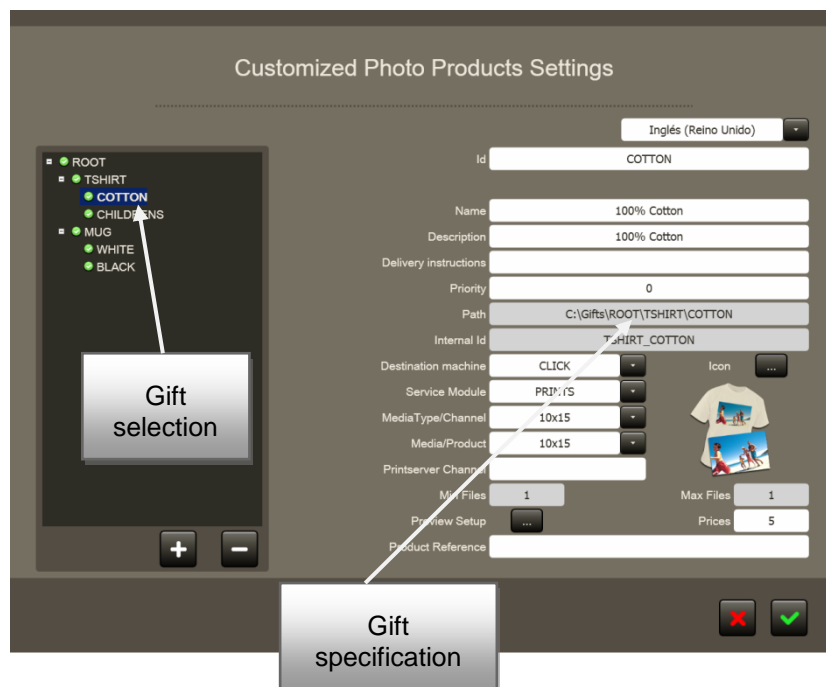 Customized Photo Products Settings
Inglés (Reino Unido)
ROOT
TSHIRT
COTTON
CHILDRENS
MUG
WHITE
BLACK
Id COTTON
Name 100% Cotton
Description 100% Cotton
Delivery instructions
Priority 0
Path C:\Gifts\ROOT\TSHIRT\COTTON
Internal Id TSHIRT_COTTON
Destination machine CLICK Icon ...
Service Module PRINTS
MediaType/Channel 10x15
Media/Product 10x15
Printserver Channel
Min Files 1 Max Files 1
Preview Setup ... Prices 5
Product Reference
Gift
selection
Gift
specification